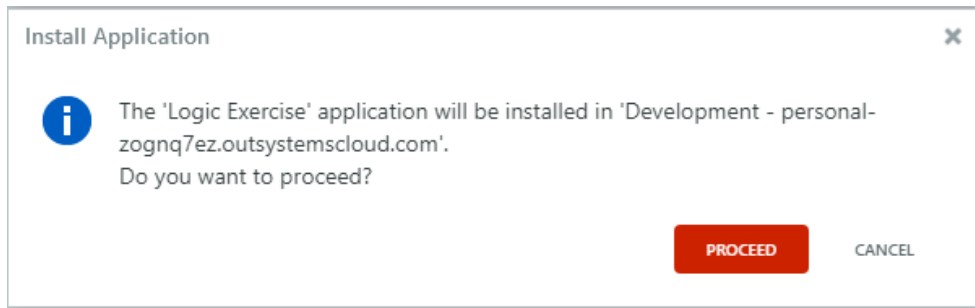 Install Application
The 'Logic Exercise' application will be installed in 'Development - personal-
zognq7ez.outsystemscloud.com'.
Do you want to proceed?
PROCEED CANCEL